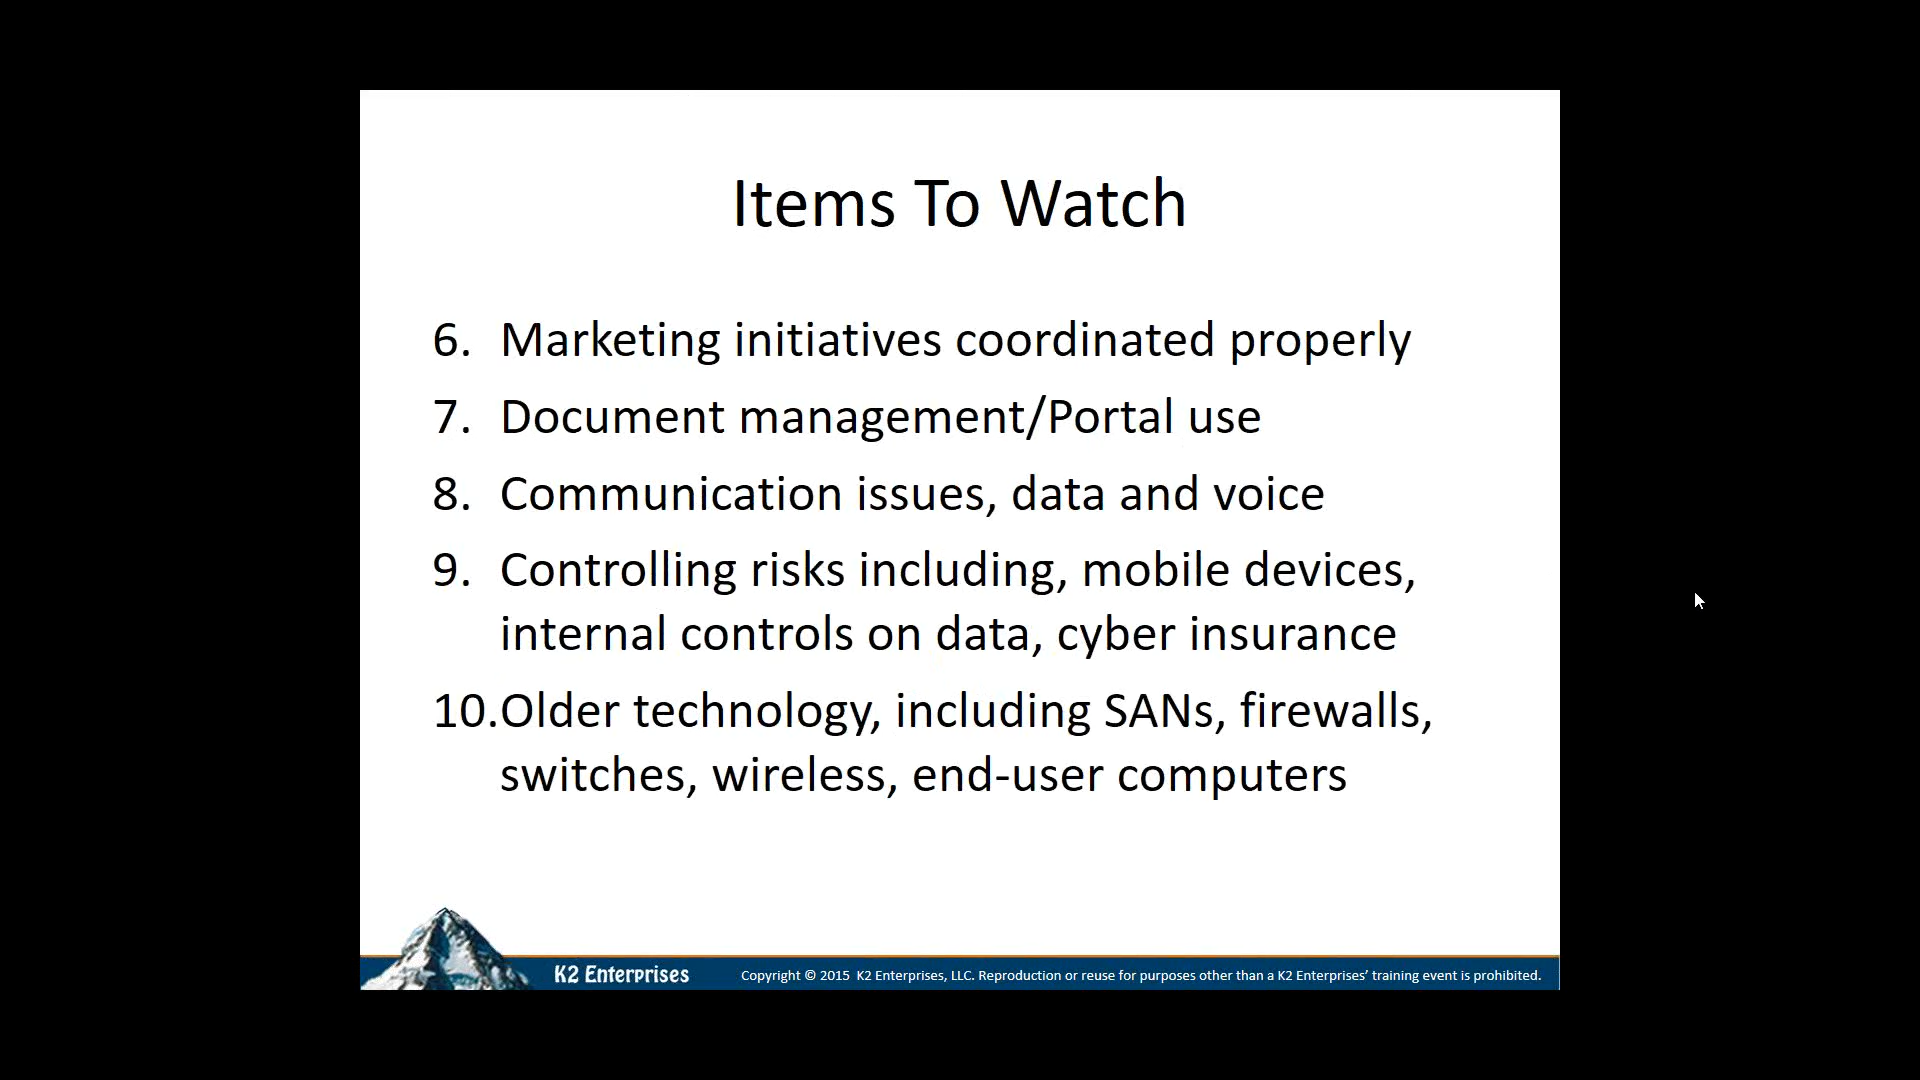 Items To Watch
6. Marketing initiatives coordinated properly
7. Document management/Portal use
8. Communication issues, data and voice
9. Controlling risks including, mobile devices,
internal controls on data, cyber insurance
10.Older technology, including SANs, firewalls,
switches, wireless, end-user computers
K2 Enterprises Copyright © 2015 K2 Enterprises, LLC. Reproduction or reuse for purposes other than a K2 Enterprises’ training event is prohibited.